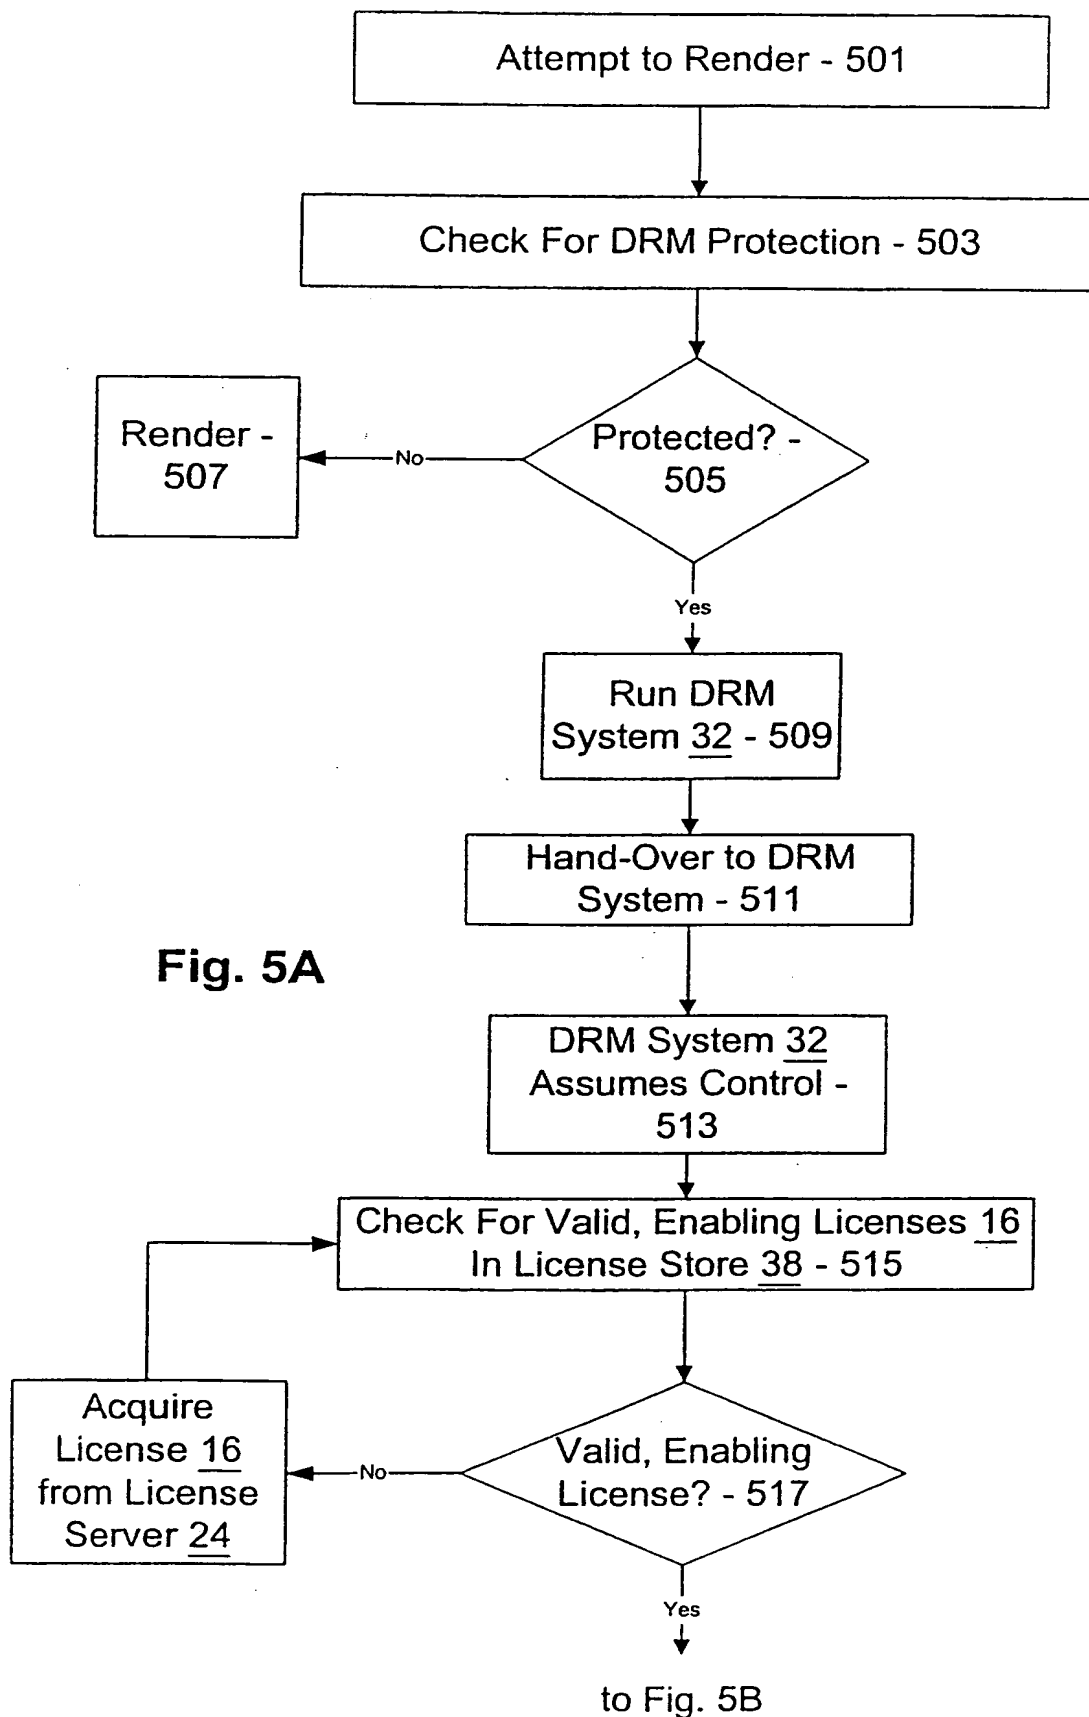 Attempt to Render - 501
Check For DRM Protection - 503
Protected? -
505
No
Render -
507
Yes
Run DRM
System 32 - 509
Hand-Over to DRM
System - 511
Fig. 5A
DRM System 32
Assumes Control -
513
Check For Valid, Enabling Licenses 16
In License Store 38 - 515
Valid, Enabling
License? - 517
No
Acquire
License 16
from License
Server 24
Yes
to Fig. 5B